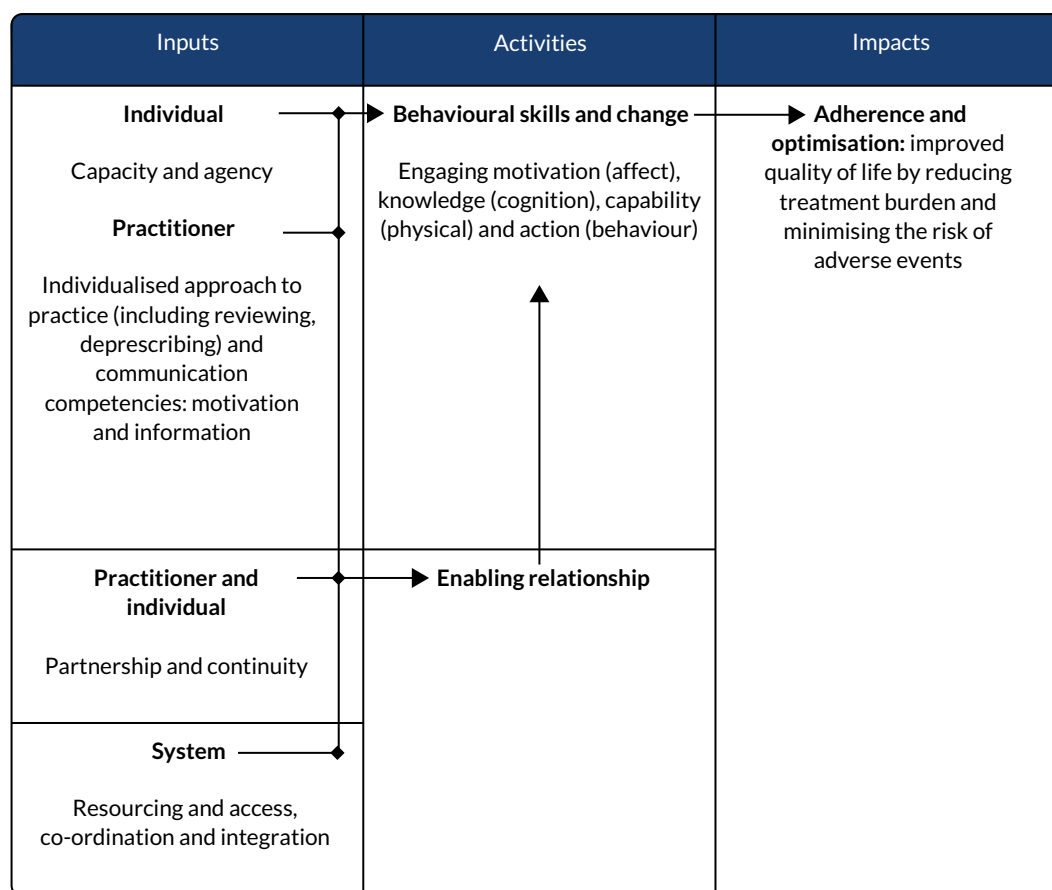 Inputs
Activities
Impacts
Individual
Capacity and agency
Practitioner
Individualised approach to
practice (including reviewing,
deprescribing) and
communication
competencies: motivation
and information
Behavioural skills and change
Engaging motivation (affect),
knowledge (cognition), capability
(physical) and action (behaviour)
Adherence and
optimisation: improved
quality of life by reducing
treatment burden and
minimising the risk of
adverse events
Practitioner and
individual
Partnership and continuity
Enabling relationship
System
Resourcing and access,
co-ordination and integration